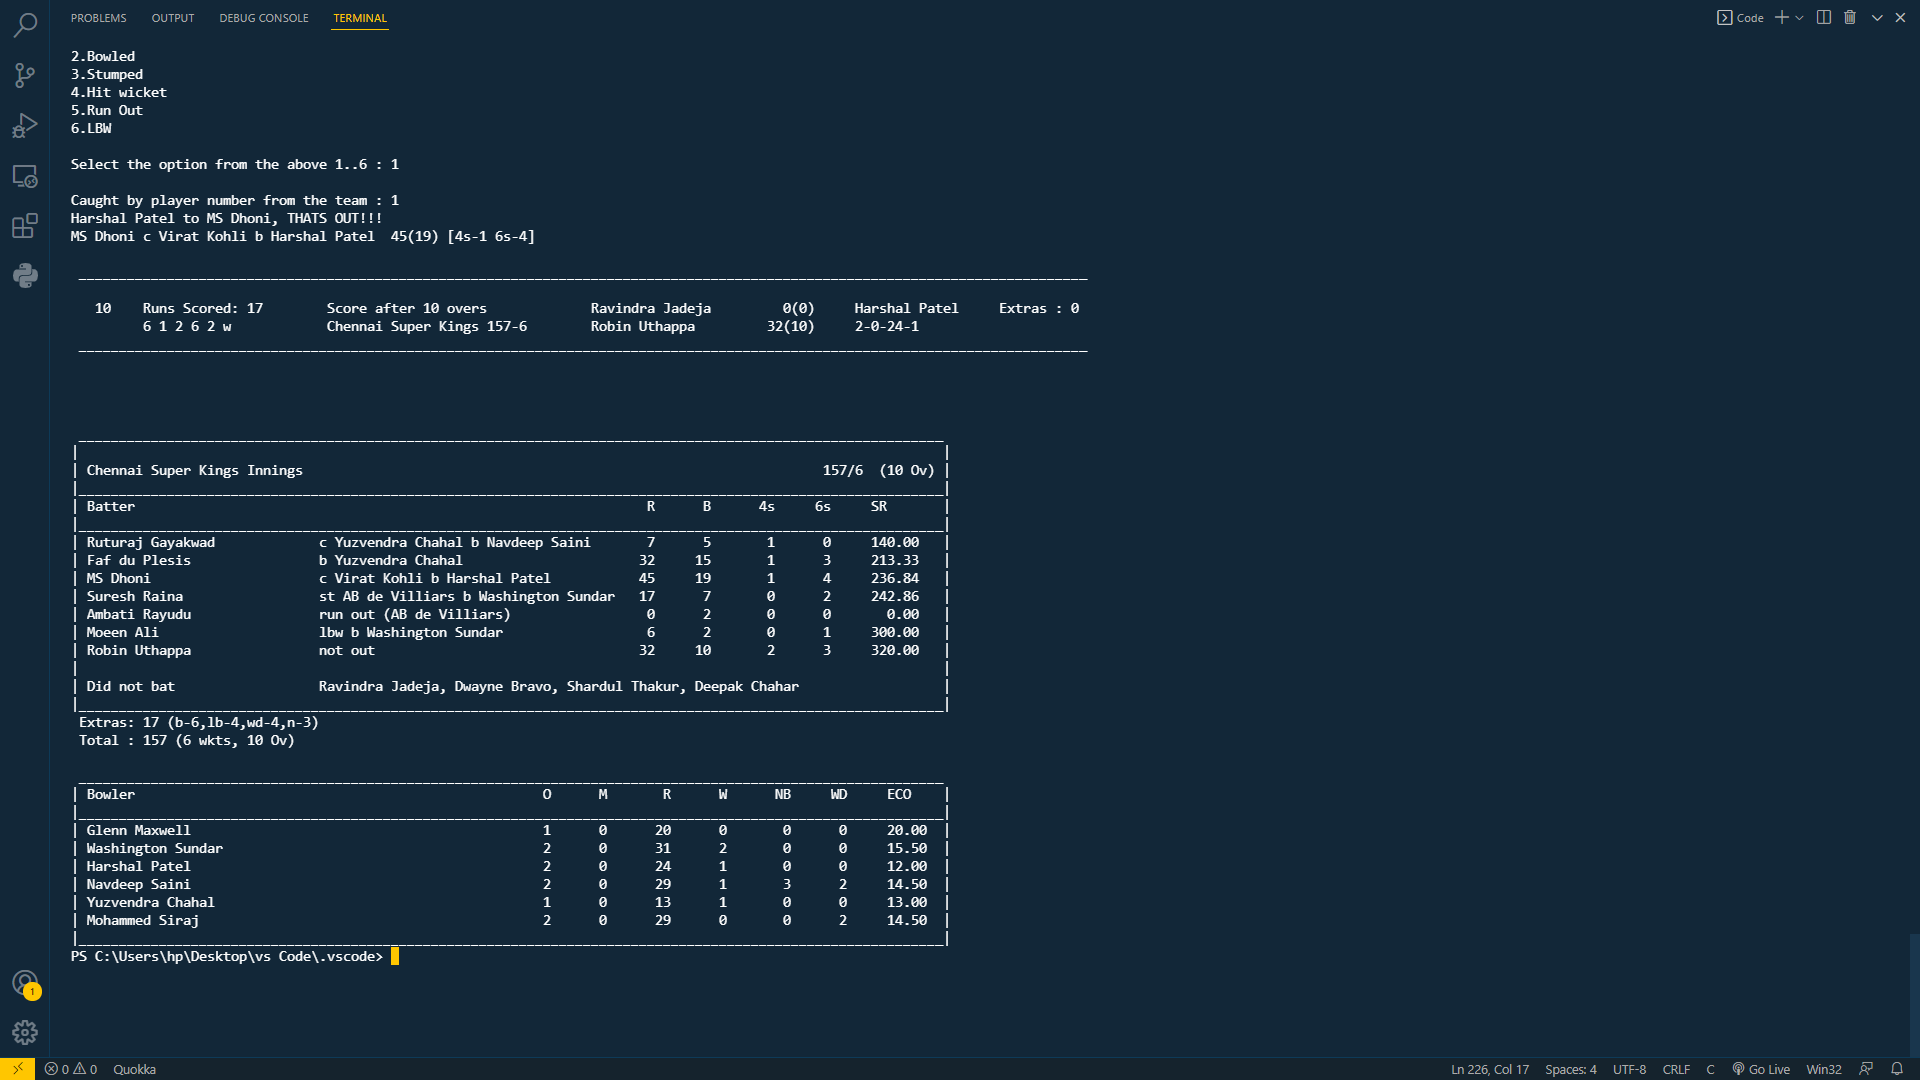 PROBLEMS OUTPUT DEBUG CONSOLE TERMINAL Code
2.Bowled
3.Stumped
4.Hit wicket
5.Run Out
6.LBW
Select the option from the above 1..6 : 1
Caught by player number from the team : 1
Harshal Patel to MS Dhoni, THATS OUT!!!
MS Dhoni c Virat Kohli b Harshal Patel 45(19) [4s-1 6s-4]
10 Runs Scored: 17 Score after 10 overs Ravindra Jadeja 0(0) Harshal Patel Extras : 0
6 1 2 6 2 w Chennai Super Kings 157-6 Robin Uthappa 32(10) 2-0-24-1
Chennai Super Kings Innings 157/6 (10 Ov)
Batter R B 4s 6s SR
Ruturaj Gayakwad c Yuzvendra Chahal b Navdeep Saini 7 5 1 0 140.00
Faf du Plesis b Yuzvendra Chahal 32 15 1 3 213.33
MS Dhoni c Virat Kohli b Harshal Patel 45 19 1 4 236.84
Suresh Raina st AB de Villiars b Washington Sundar 17 7 0 2 242.86
Ambati Rayudu run out (AB de Villiars) 0 2 0 0 0.00
Moeen Ali lbw b Washington Sundar 6 2 0 1 300.00
Robin Uthappa not out 32 10 2 3 320.00
Did not bat Ravindra Jadeja, Dwayne Bravo, Shardul Thakur, Deepak Chahar
Extras: 17 (b-6,lb-4,wd-4,n-3)
Total : 157 (6 wkts, 10 Ov)
Bowler O M R W NB WD ECO
Glenn Maxwell 1 0 20 0 0 0 20.00
Washington Sundar 2 0 31 2 0 0 15.50
Harshal Patel 2 0 24 1 0 0 12.00
Navdeep Saini 2 0 29 1 3 2 14.50
Yuzvendra Chahal 1 0 13 1 0 0 13.00
Mohammed Siraj 2 0 29 0 0 2 14.50
PS C:\Users\hp\Desktop\vs Code\.vscode>
1
0 0 Quokka Ln 226, Col 17 Spaces: 4 UTF-8 CRLF C Go Live Win32